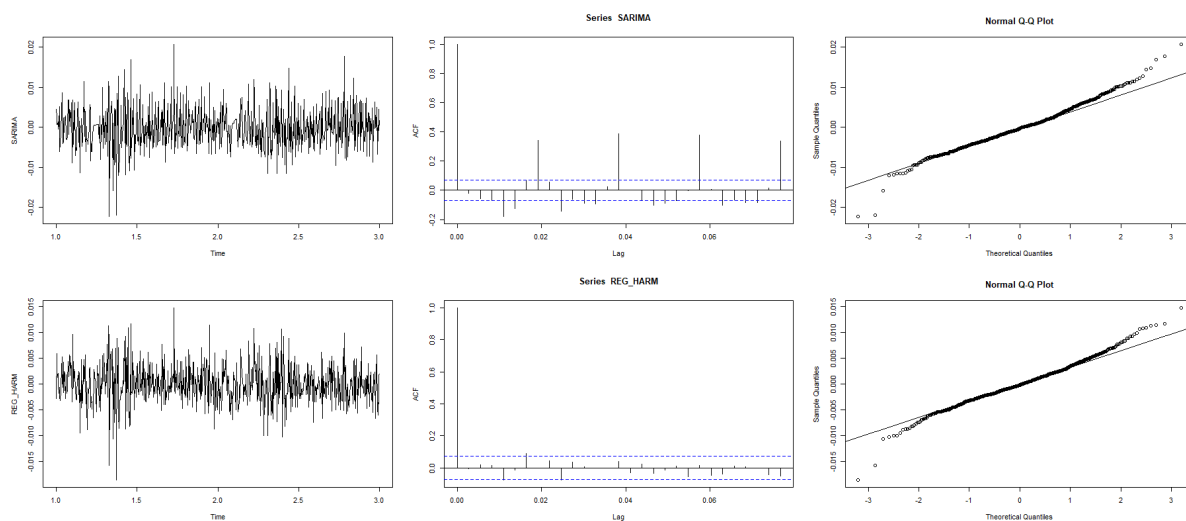 Series SARIMA
Normal Q-Q Plot
SARIMA
-0.02 -0.01 0.00 0.01 0.02
1.0 1.5 2.0 2.5 3.0
Time
ACF
-0.2 0.0 0.2 0.4 0.6 0.8 1.0
0.00 0.02 0.04 0.06
Lag
Sample Quantiles
-0.02 -0.01 0.00 0.01 0.02
-3 -2 -1 0 1 2 3
Theoretical Quantiles
Series REG_HARM
Normal Q-Q Plot
REG_HARM
-0.015 -0.010 -0.005 0.000 0.005 0.010 0.015
1.0 1.5 2.0 2.5 3.0
Time
ACF
0.0 0.2 0.4 0.6 0.8 1.0
0.00 0.02 0.04 0.06
Lag
Sample Quantiles
-0.015 -0.010 -0.005 0.000 0.005 0.010 0.015
-3 -2 -1 0 1 2 3
Theoretical Quantiles